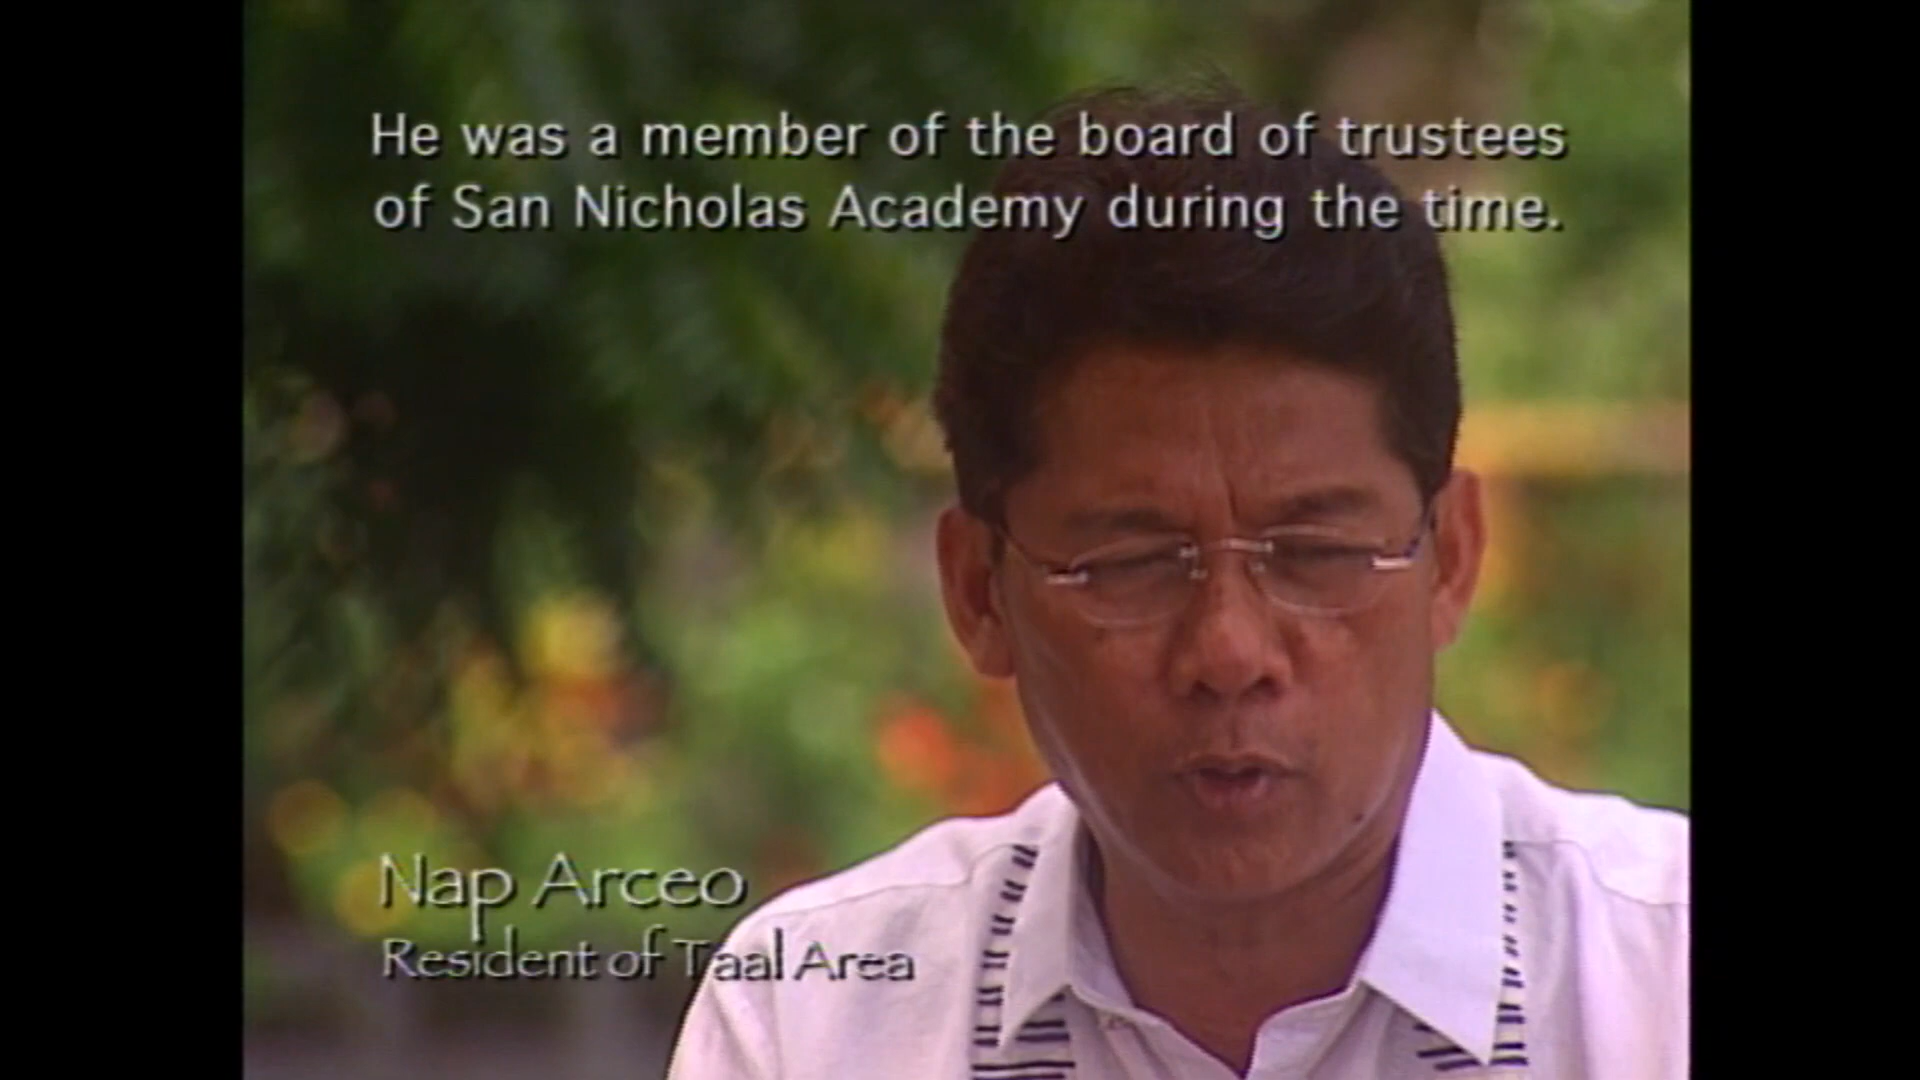 He was a member of the board of trustees
of San Nicholas Academy during the time.
Nap Arceo
Resident of Taal Area